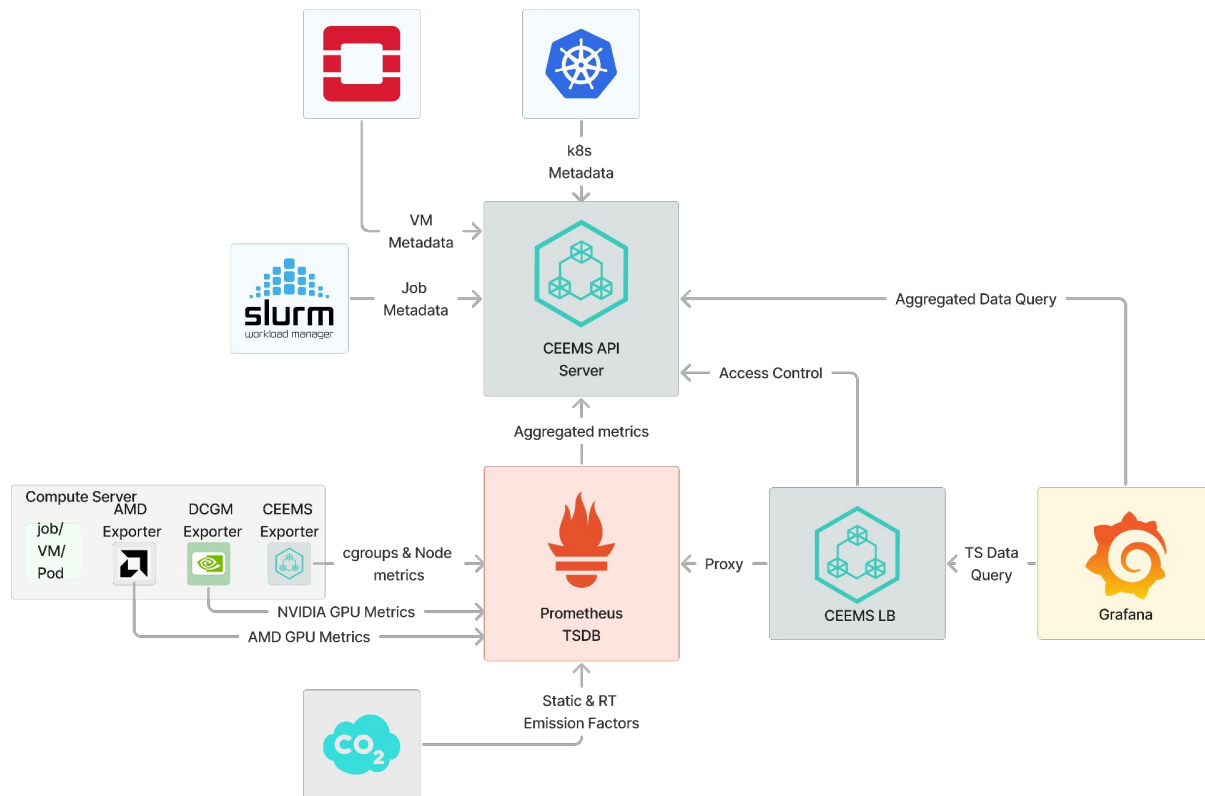 k8s
Metadata
VM
Metadata
slurm
workload manager
Job
Metadata
CEEMS API
Server
Aggregated Data Query
Access Control
Aggregated metrics
Compute Server
job/
VM/
Pod
AMD
Exporter
DCGM
Exporter
CEEMS
Exporter
cgroups & Node
metrics
NVIDIA GPU Metrics
AMD GPU Metrics
Prometheus
TSDB
Proxy
CEEMS LB
TS Data
Query
Grafana
Static & RT
Emission Factors
CO2